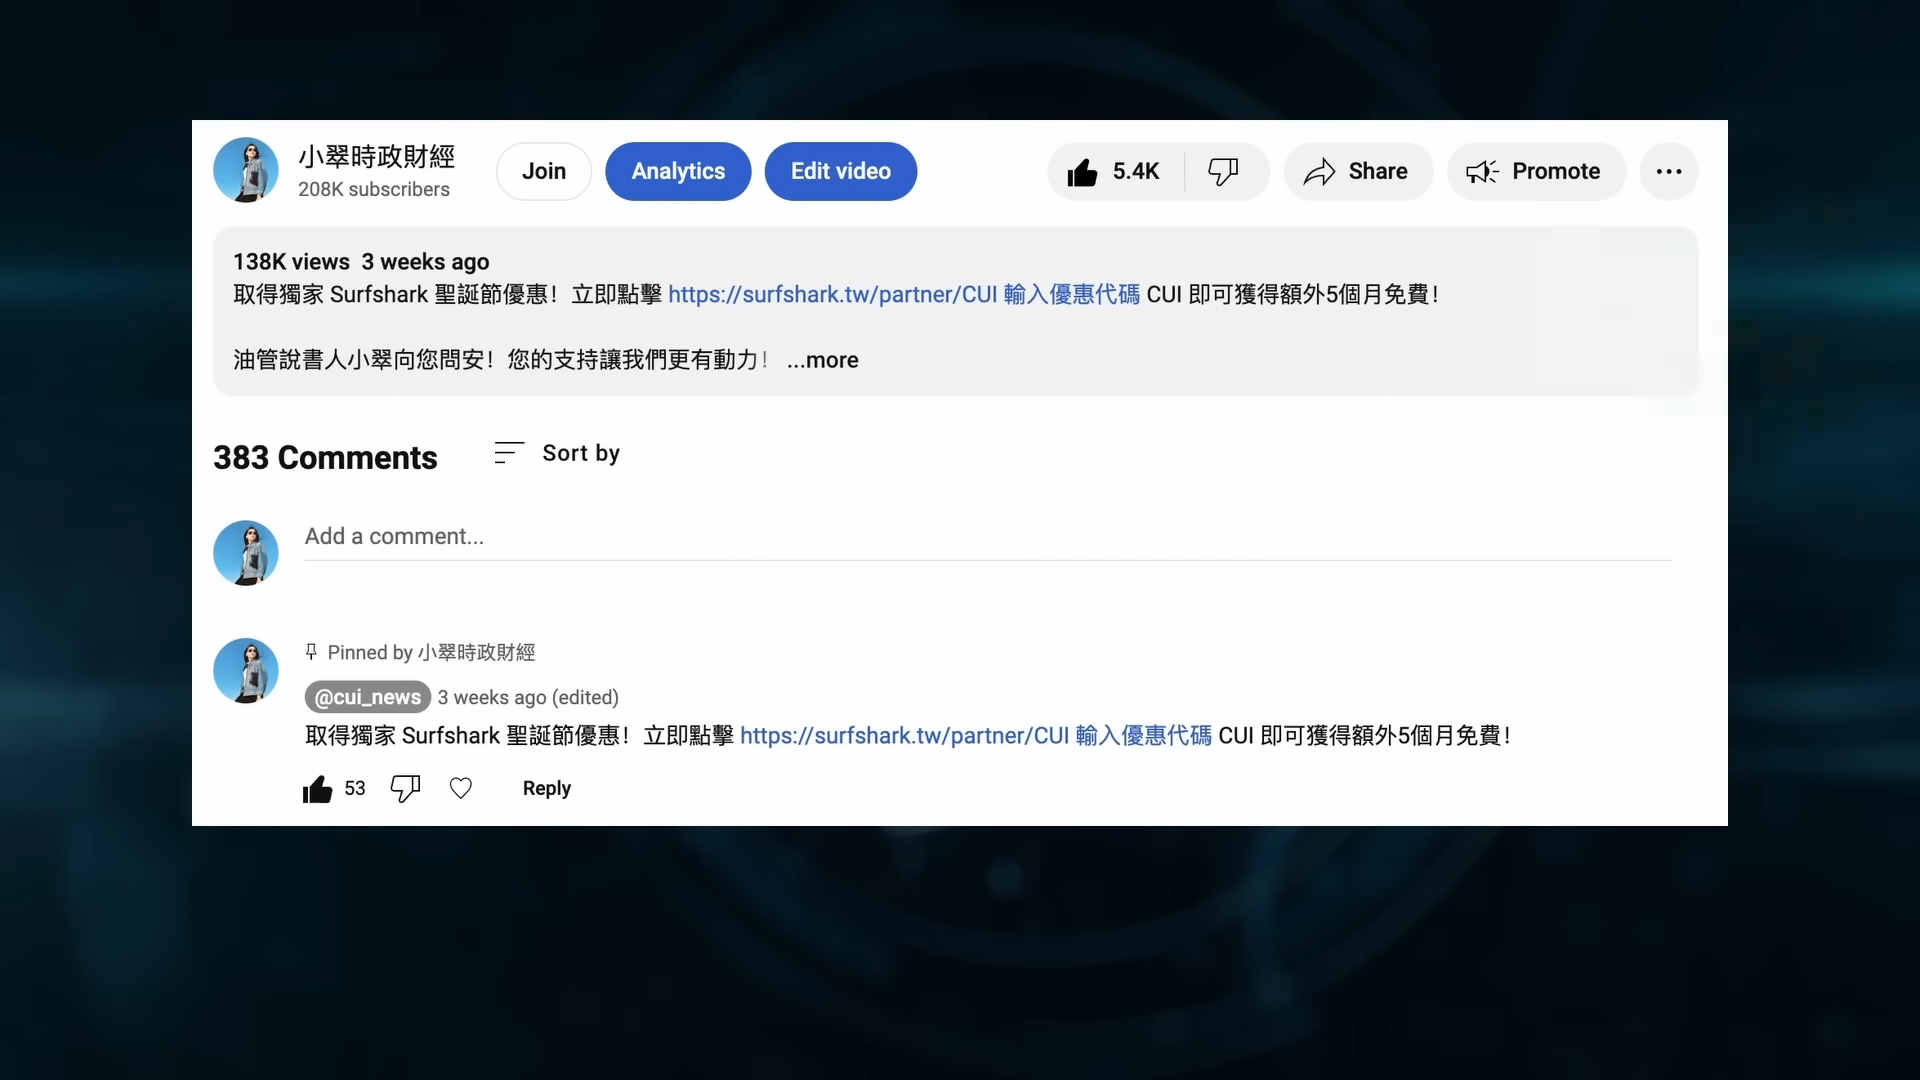 小翠時政財經
208K subscribers
Join
Analytics
Edit video
5.4K
Share
Promote
138K views 3 weeks ago
取得獨家 Surfshark 聖誕節優惠！立即點擊 https://surfshark.tw/partner/CUI 輸入優惠代碼 CUI 即可獲得額外5個月免費！
油管說書人小翠向您問安！您的支持讓我們更有動力！ ...more
383 Comments
Sort by
Add a comment...
Pinned by 小翠時政財經
@cui_news 3 weeks ago (edited)
取得獨家 Surfshark 聖誕節優惠！立即點擊 https://surfshark.tw/partner/CUI 輸入優惠代碼 CUI 即可獲得額外5個月免費！
53
Reply